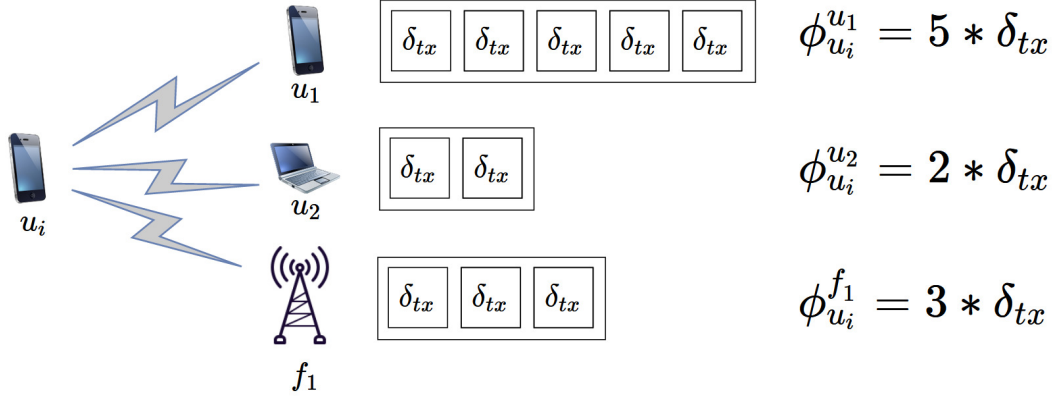 δ_tx δ_tx δ_tx δ_tx δ_tx
ϕ_{u_i}^{u_1} = 5 * δ_tx
u_1
δ_tx δ_tx
ϕ_{u_i}^{u_2} = 2 * δ_tx
u_i
u_2
δ_tx δ_tx δ_tx
ϕ_{u_i}^{f_1} = 3 * δ_tx
f_1